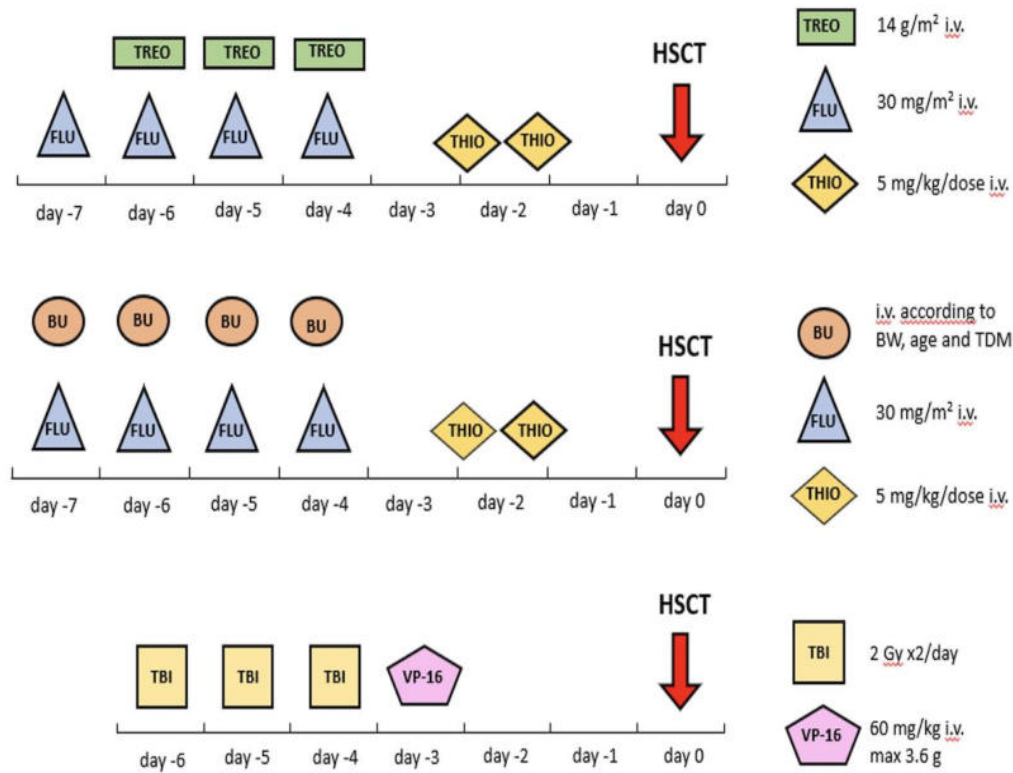 TREO TREO TREO
HSCT
FLU FLU FLU FLU
THIO THIO
day -7 day -6 day -5 day -4 day -3 day -2 day -1 day 0
TREO 14 g/m² i.v.
FLU 30 mg/m² i.v.
THIO 5 mg/kg/dose i.v.
BU BU BU BU
HSCT
FLU FLU FLU FLU
THIO THIO
day -7 day -6 day -5 day -4 day -3 day -2 day -1 day 0
BU i.v. according to
BW, age and TDM
FLU 30 mg/m² i.v.
THIO 5 mg/kg/dose i.v.
HSCT
TBI TBI TBI VP-16
day -6 day -5 day -4 day -3 day -2 day -1 day 0
TBI 2 Gy x2/day
VP-16 60 mg/kg i.v.
max 3.6 g